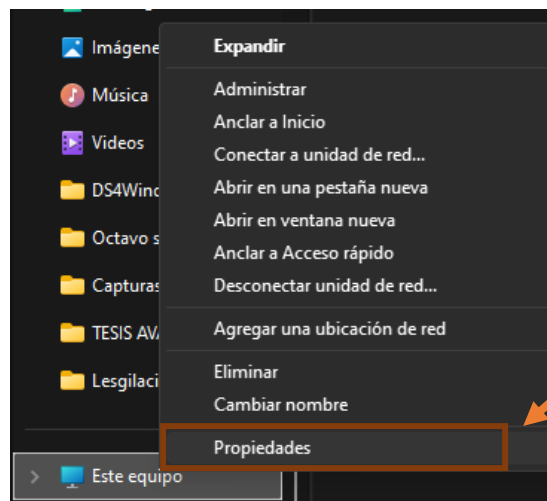 Imágene
Música
Videos
DS4Winc
Octavo s
Capturas
TESIS AV
Lesgilaci
Este equipo
Expandir
Administrar
Anclar a Inicio
Conectar a unidad de red...
Abrir en una pestaña nueva
Abrir en ventana nueva
Anclar a Acceso rápido
Desconectar unidad de red...
Agregar una ubicación de red
Eliminar
Cambiar nombre
Propiedades